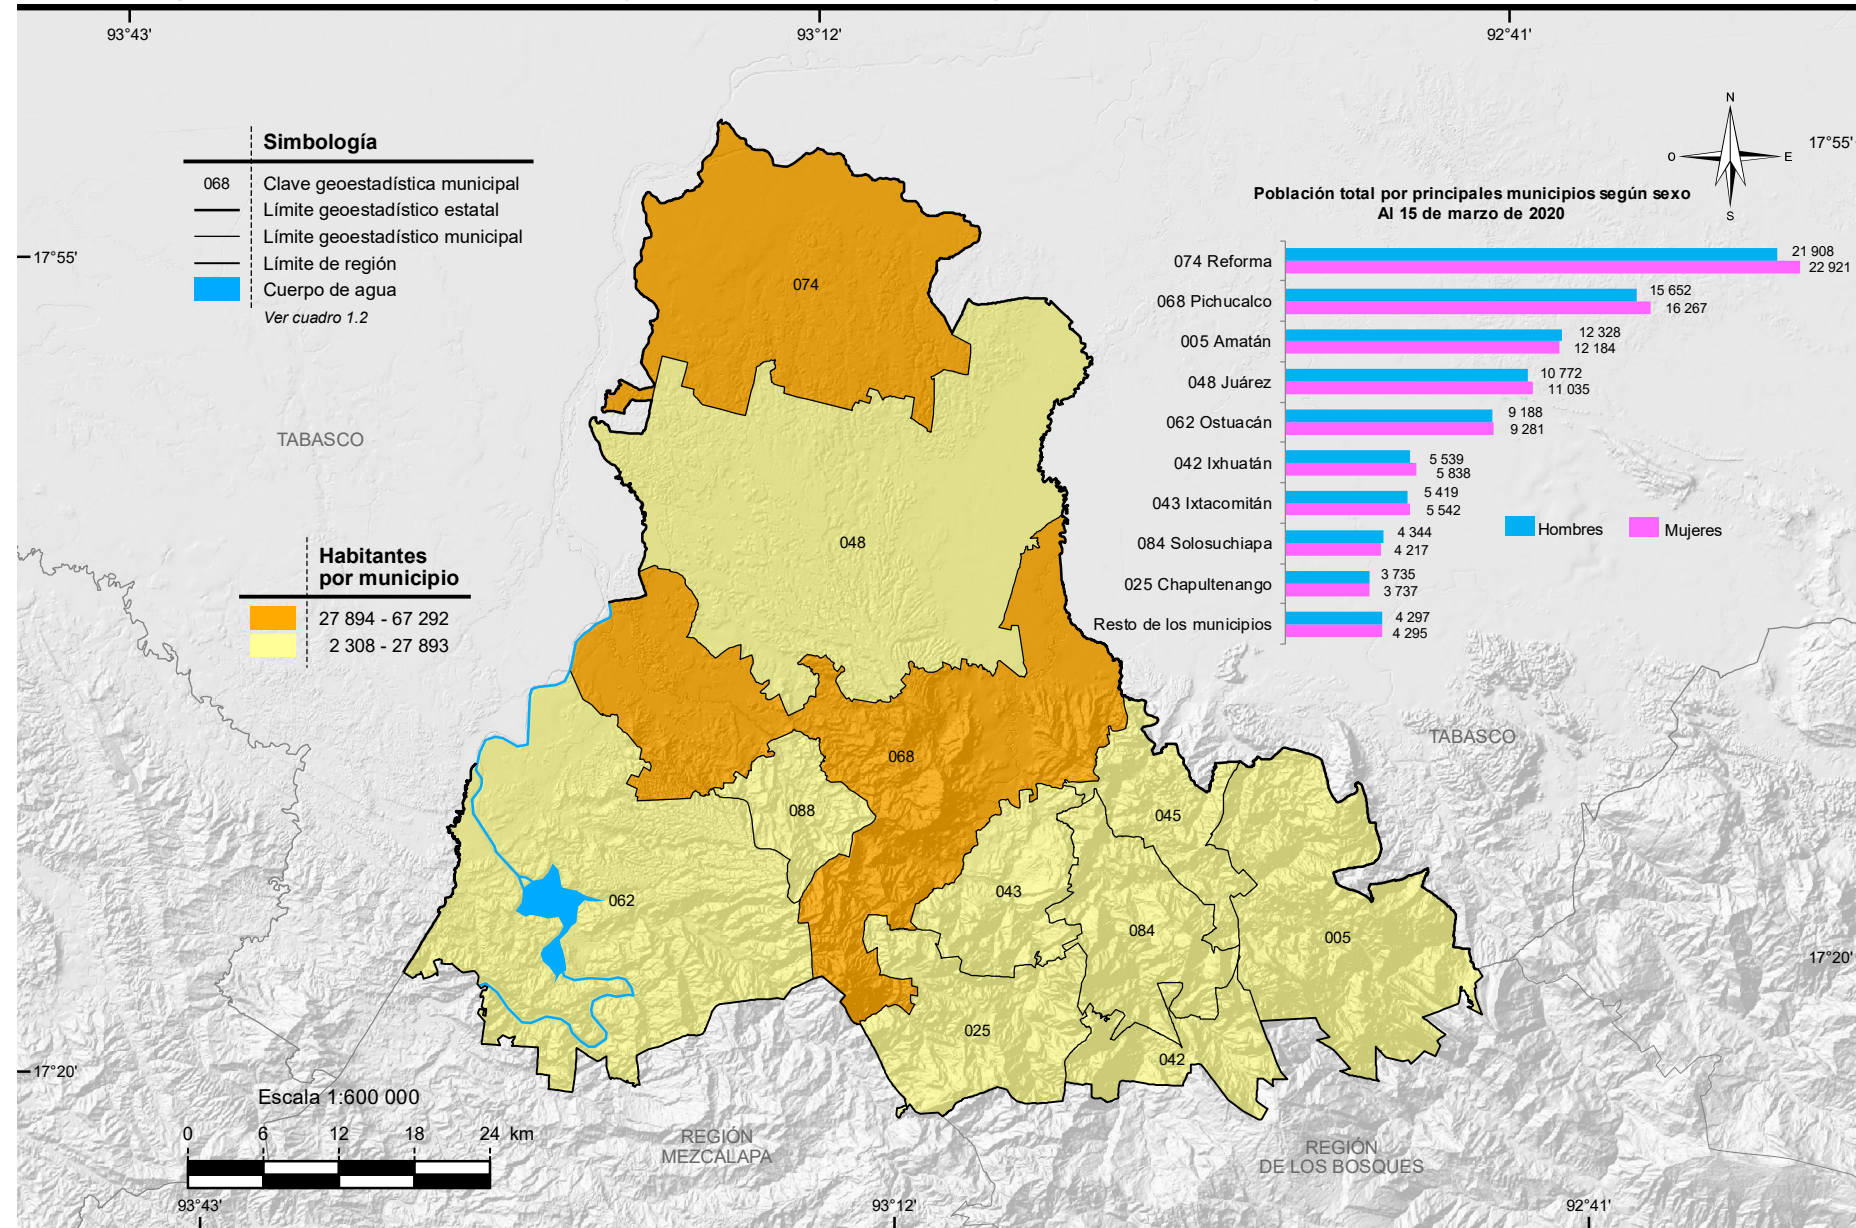 93°43'
93°12'
92°41'
17°55'
17°55'
Simbología
068 Clave geoestadística municipal
Límite geoestadístico estatal
Límite geoestadístico municipal
Límite de región
Cuerpo de agua
Ver cuadro 1.2
N
O
E
S
Población total por principales municipios según sexo
Al 15 de marzo de 2020
074 Reforma
21 908
22 921
068 Pichucalco
15 652
16 267
005 Amatán
12 328
12 184
048 Juárez
10 772
11 035
062 Ostuacán
9 188
9 281
042 Ixhuatán
5 539
5 838
043 Ixtacomitán
5 419
5 542
084 Solosuchiapa
4 344
4 217
025 Chapultenango
3 735
3 737
Resto de los municipios
4 297
4 295
Hombres
Mujeres
TABASCO
074
048
Habitantes
por municipio
27 894 - 67 292
2 308 - 27 893
TABASCO
068
088
045
043
062
084
005
025
042
17°20'
17°20'
Escala 1:600 000
0 6 12 18 24 km
REGIÓN
MEZCALAPA
REGIÓN
DE LOS BOSQUES
93°43'
93°12'
92°41'